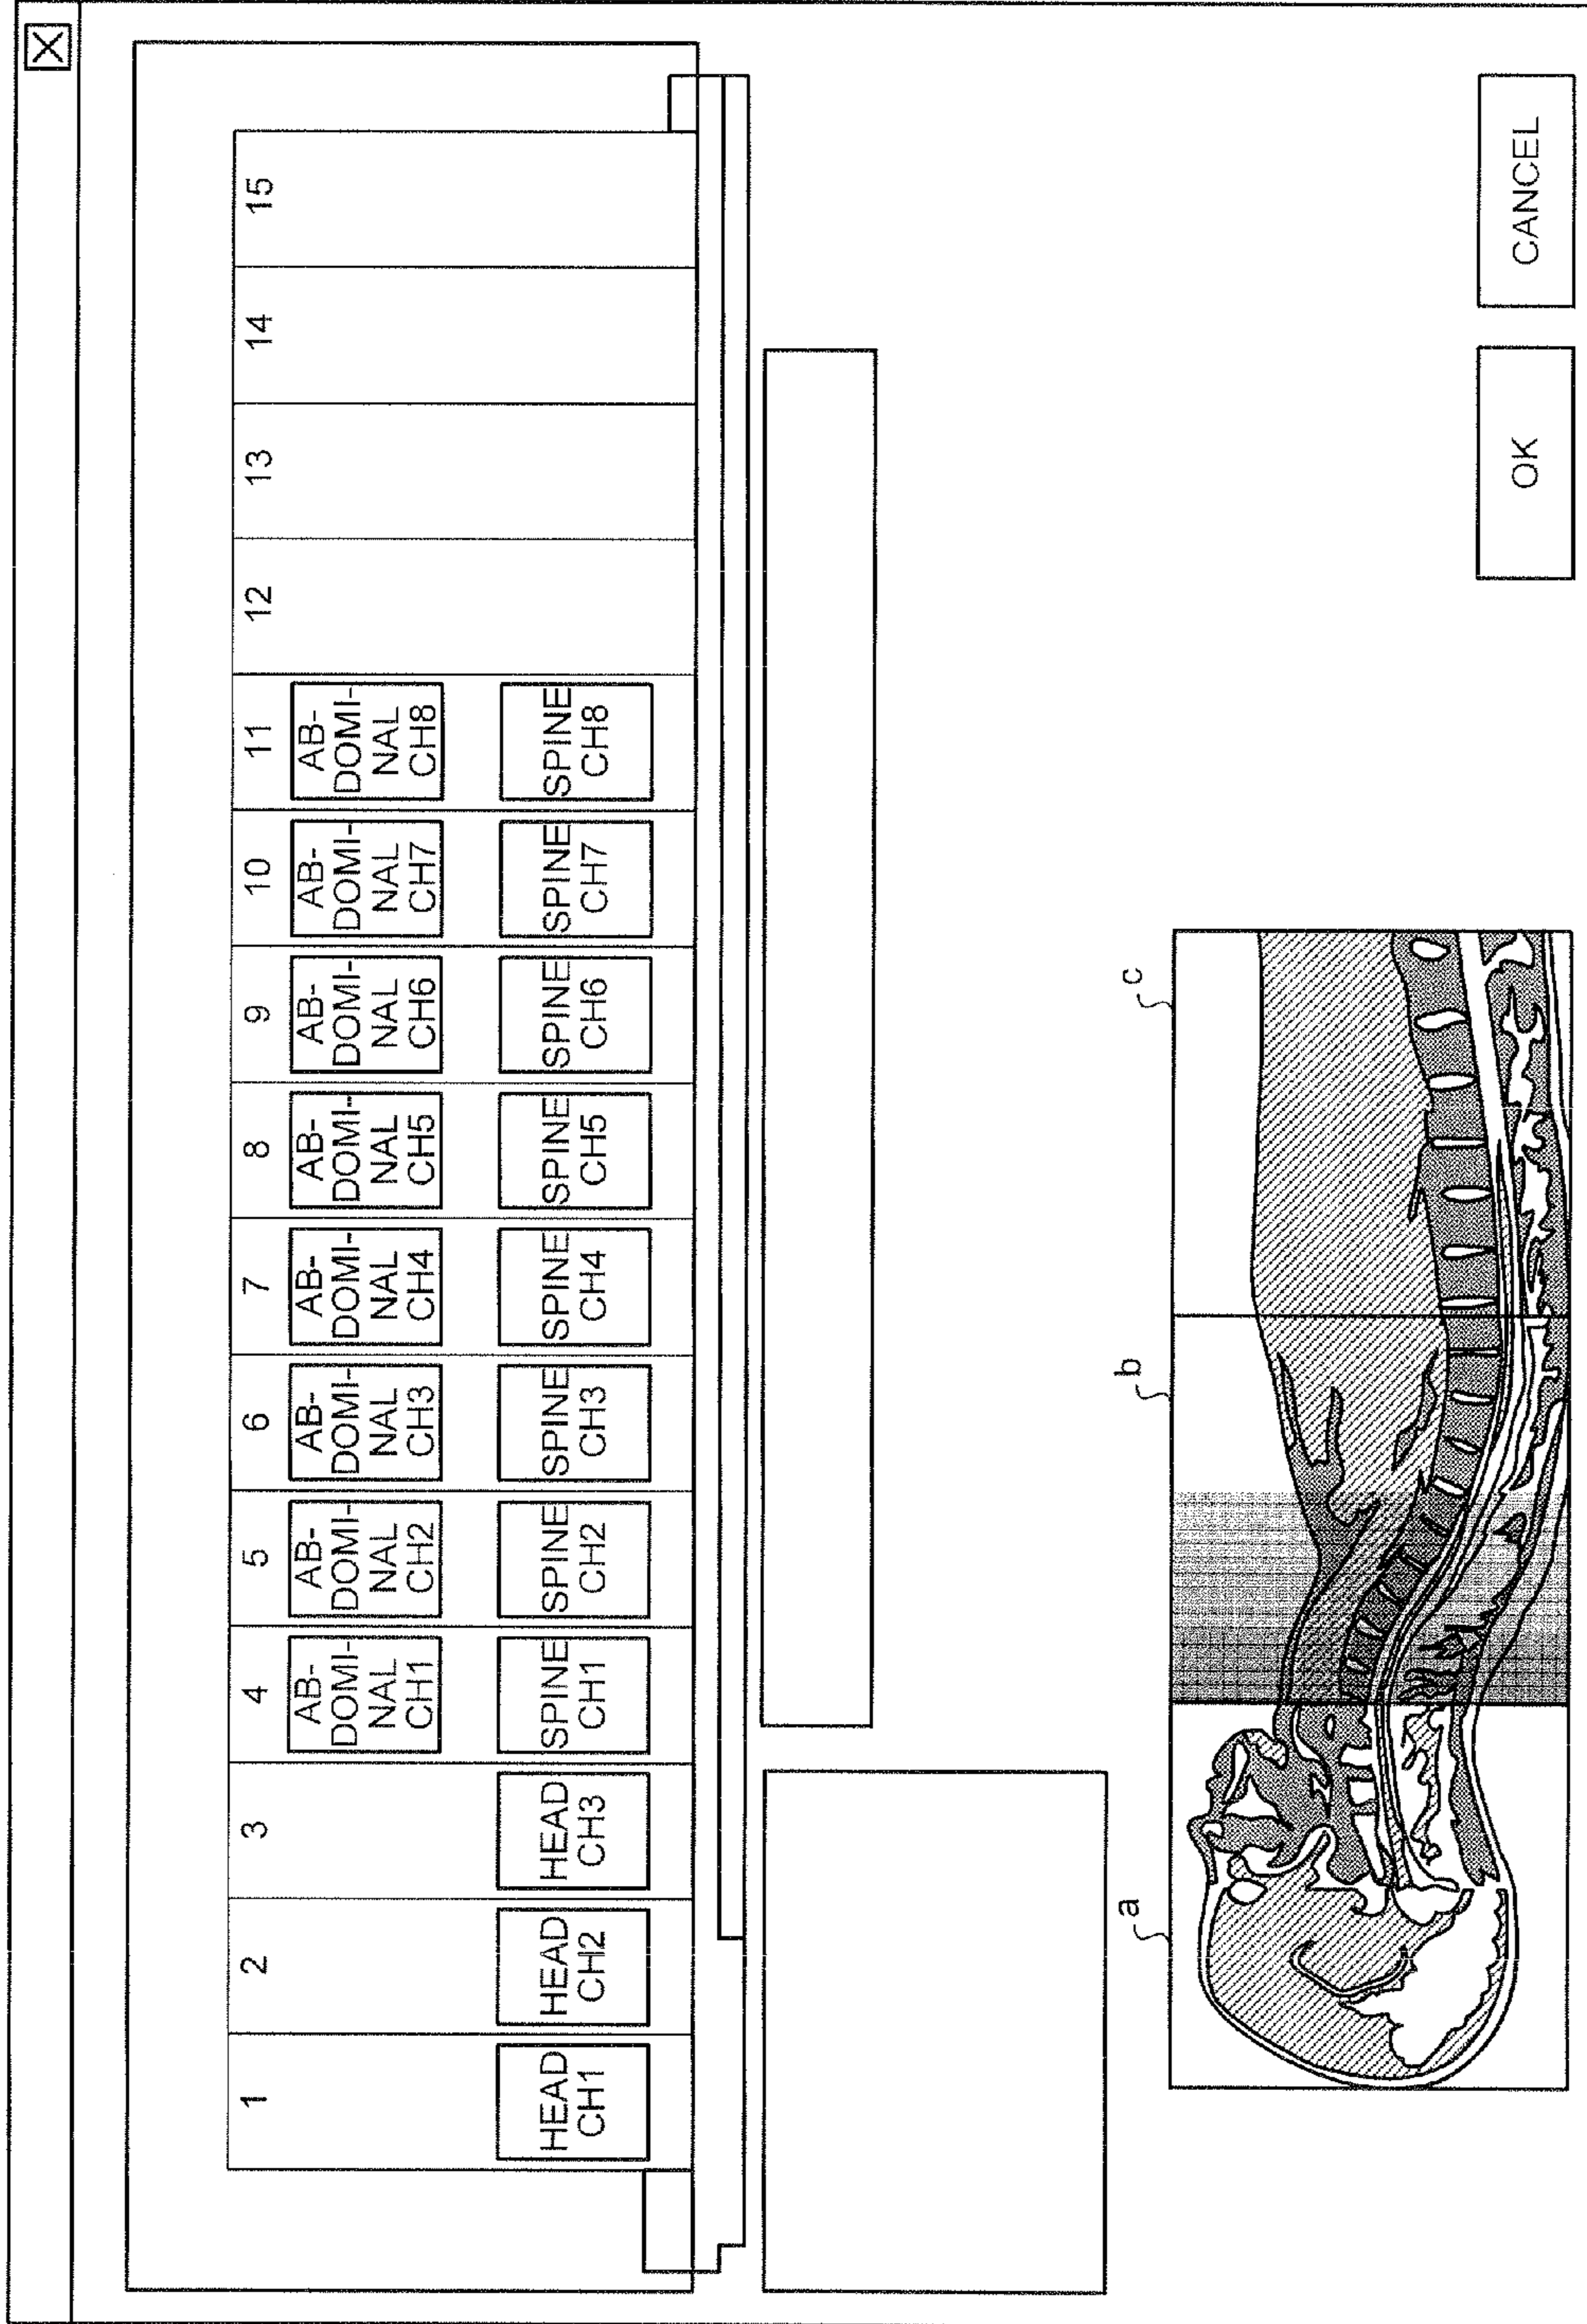 X
1 2 3 4 5 6 7 8 9 10 11 12 13 14 15
AB-
DOMI-
NAL
CH1
AB-
DOMI-
NAL
CH2
AB-
DOMI-
NAL
CH3
AB-
DOMI-
NAL
CH4
AB-
DOMI-
NAL
CH5
AB-
DOMI-
NAL
CH6
AB-
DOMI-
NAL
CH7
AB-
DOMI-
NAL
CH8
HEAD
CH1
HEAD
CH2
HEAD
CH3
SPINE
CH1
SPINE
CH2
SPINE
CH3
SPINE
CH4
SPINE
CH5
SPINE
CH6
SPINE
CH7
SPINE
CH8
a
b
c
OK
CANCEL